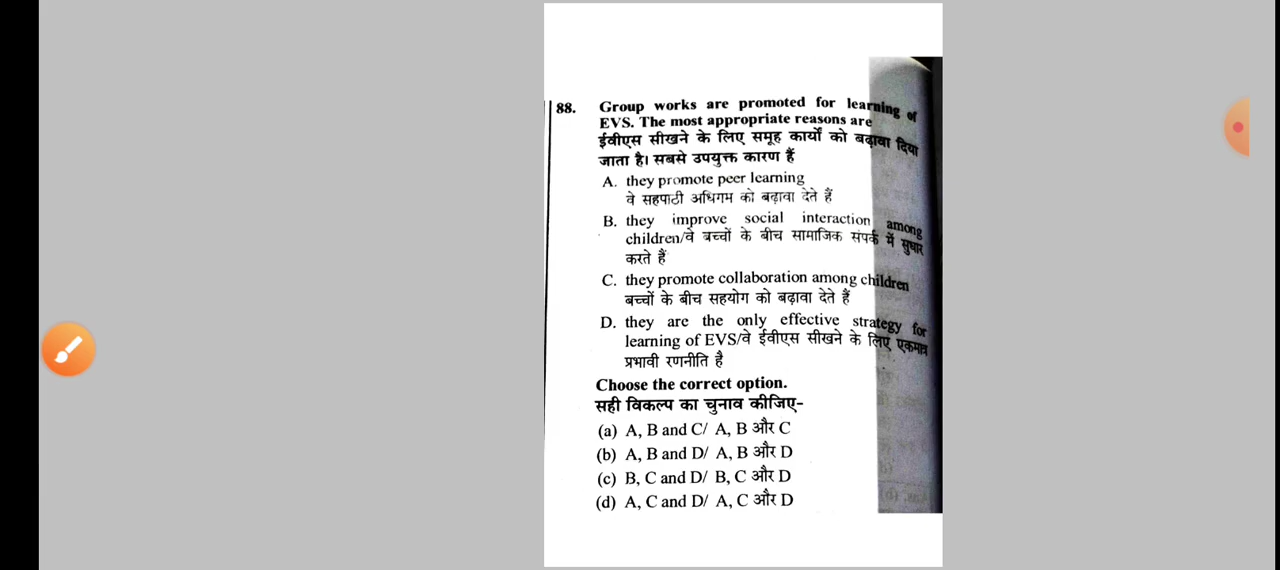 88. Group works are promoted for learning of
EVS. The most appropriate reasons are
ईवीएस सीखने के लिए समूह कार्यों को बढ़ावा दिया
जाता है। सबसे उपयुक्त कारण हैं
A. they promote peer learning
वे सहपाठी अधिगम को बढ़ावा देते हैं
B. they improve social interaction among
children/वे बच्चों के बीच सामाजिक संपर्क में सुधार
करते हैं
C. they promote collaboration among children
बच्चों के बीच सहयोग को बढ़ावा देते हैं
D. they are the only effective strategy for
learning of EVS/वे ईवीएस सीखने के लिए एकमात्र
प्रभावी रणनीति है
Choose the correct option.
सही विकल्प का चुनाव कीजिए-
(a) A, B and C/ A, B और C
(b) A, B and D/ A, B और D
(c) B, C and D/ B, C और D
(d) A, C and D/ A, C और D